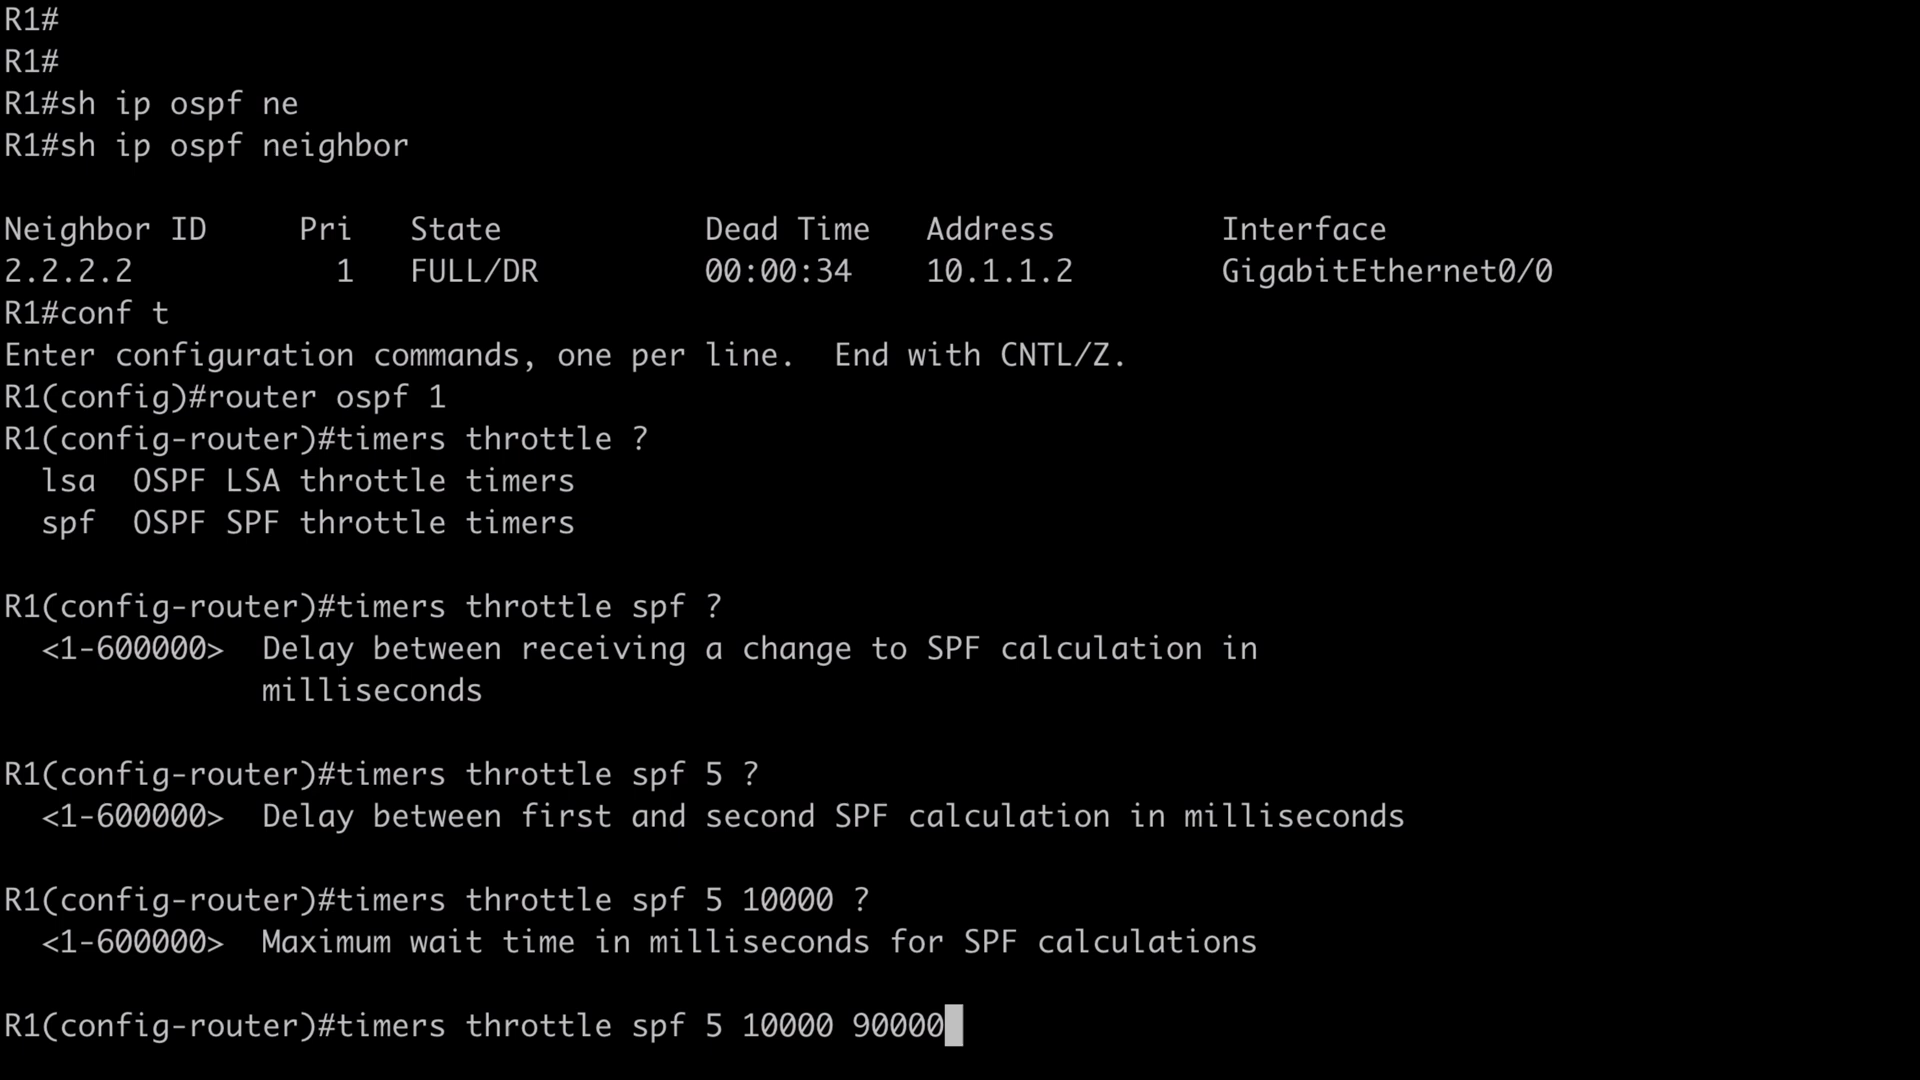 R1#
R1#
R1#sh ip ospf ne
R1#sh ip ospf neighbor
Neighbor ID     Pri   State           Dead Time   Address         Interface
2.2.2.2           1   FULL/DR         00:00:34    10.1.1.2        GigabitEthernet0/0
R1#conf t
Enter configuration commands, one per line.  End with CNTL/Z.
R1(config)#router ospf 1
R1(config-router)#timers throttle ?
  lsa  OSPF LSA throttle timers
  spf  OSPF SPF throttle timers
R1(config-router)#timers throttle spf ?
  <1-600000>  Delay between receiving a change to SPF calculation in
              milliseconds
R1(config-router)#timers throttle spf 5 ?
  <1-600000>  Delay between first and second SPF calculation in milliseconds
R1(config-router)#timers throttle spf 5 10000 ?
  <1-600000>  Maximum wait time in milliseconds for SPF calculations
R1(config-router)#timers throttle spf 5 10000 90000